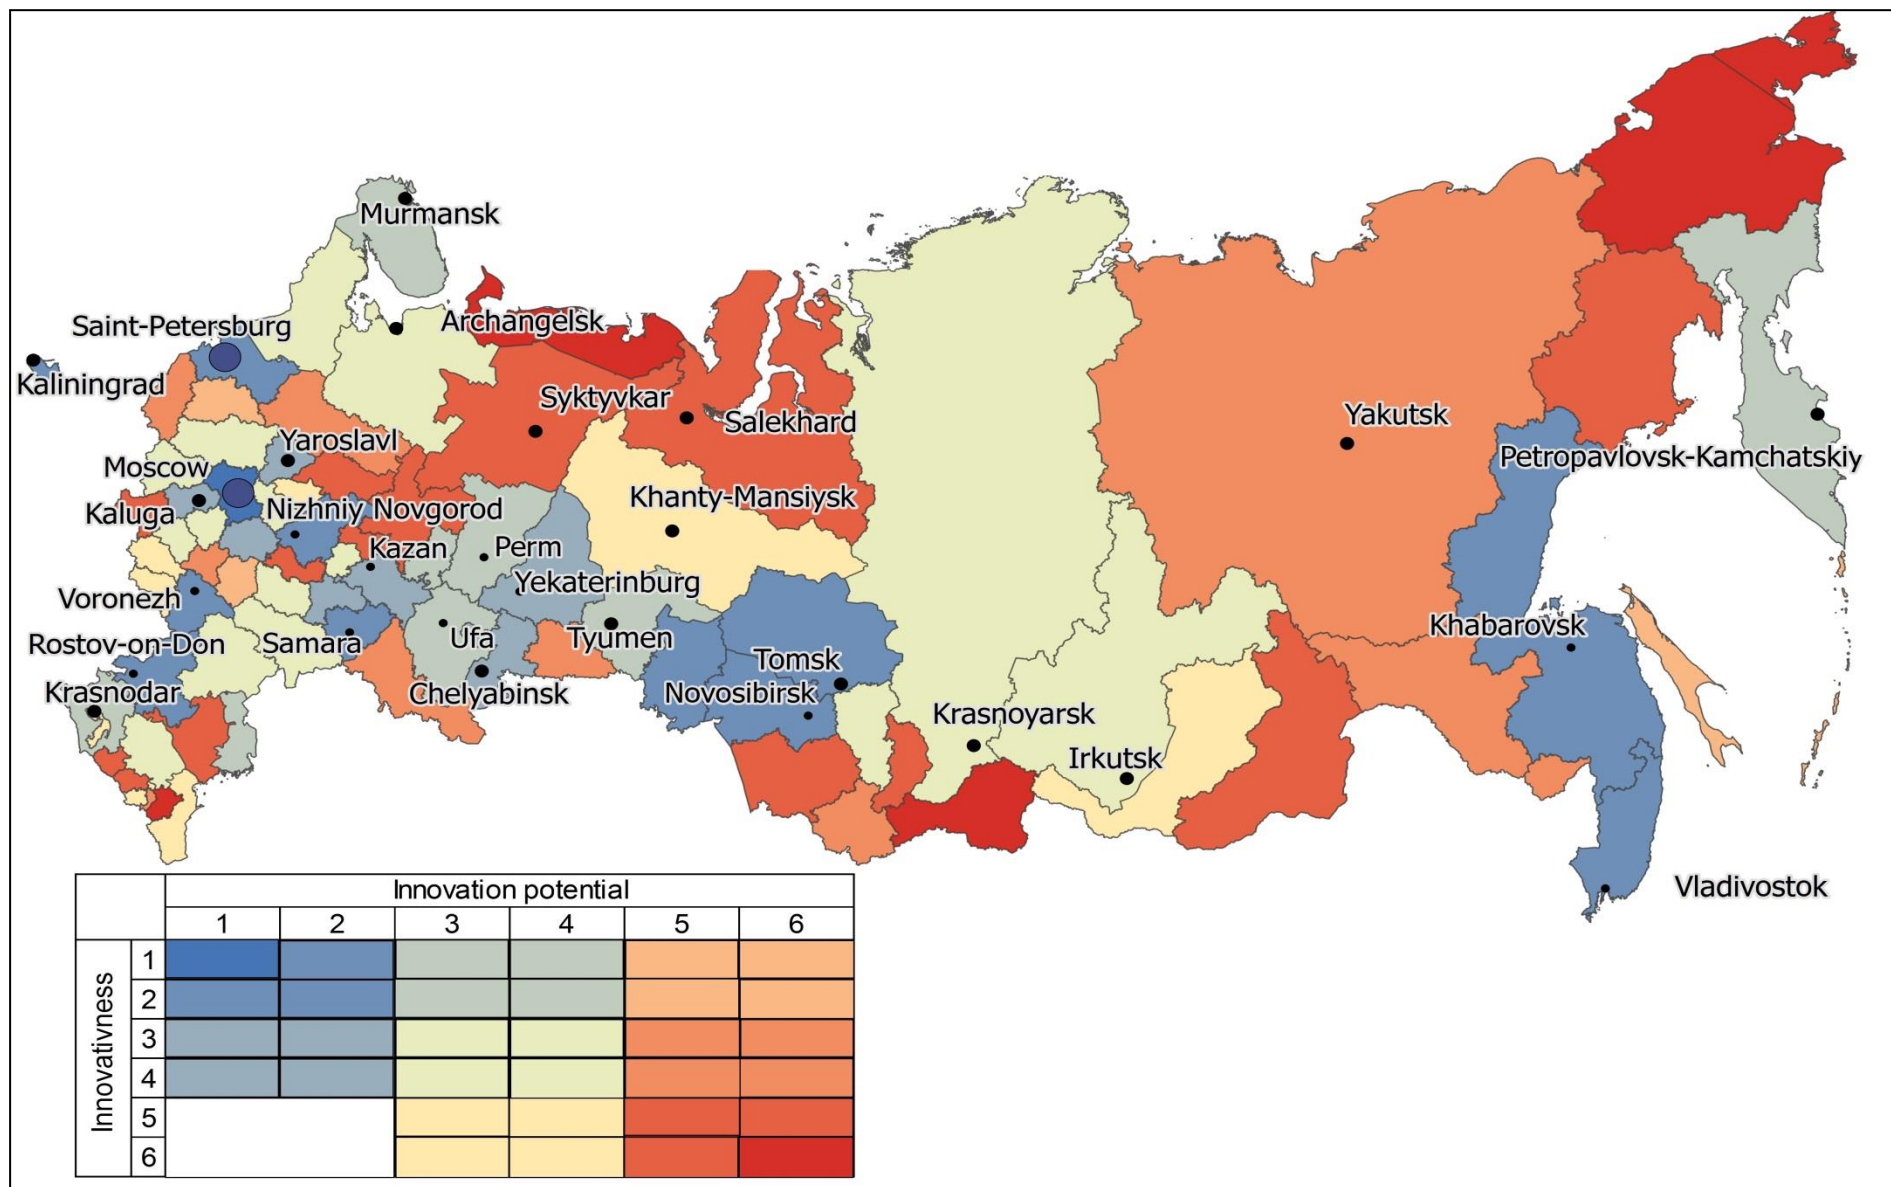 Murmansk
Saint-Petersburg
Archangelsk
Kaliningrad
Syktyvkar
Salekhard
Yakutsk
Yaroslavl
Moscow
Petropavlovsk-Kamchatskiy
Khanty-Mansiysk
Kaluga
Nizhniy Novgorod
Kazan
Perm
Yekaterinburg
Voronezh
Khabarovsk
Rostov-on-Don
Samara
Ufa
Tyumen
Tomsk
Krasnodar
Chelyabinsk
Novosibirsk
Krasnoyarsk
Irkutsk
Vladivostok
Innovation potential
1 2 3 4 5 6
Innovativness
1
2
3
4
5
6